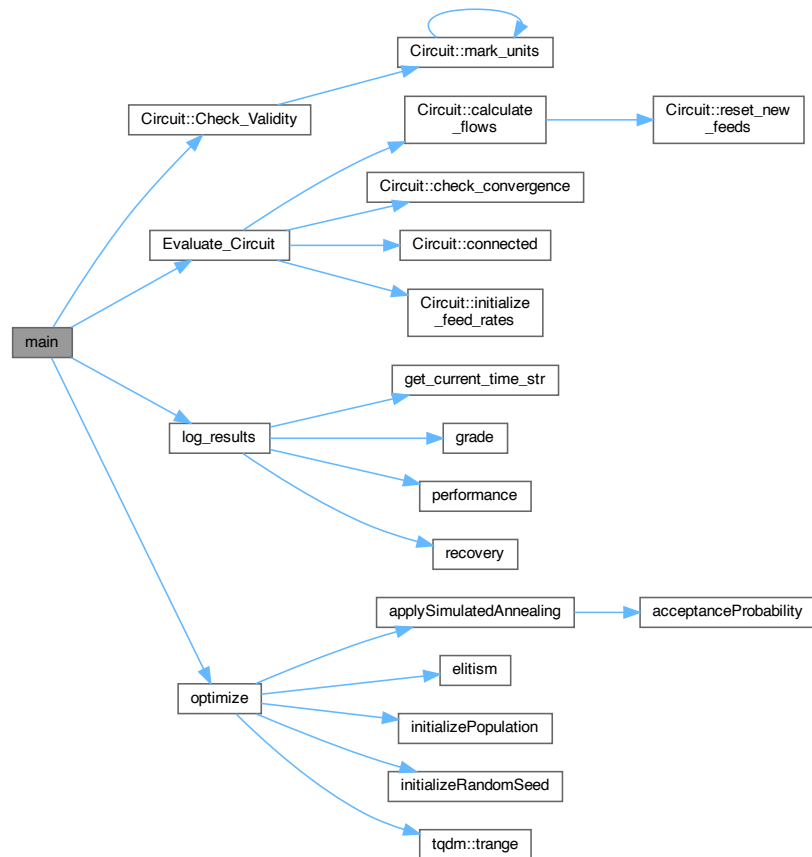 Circuit::mark_units
Circuit::Check_Validity
Circuit::calculate
_flows
Circuit::reset_new
_feeds
Circuit::check_convergence
Evaluate_Circuit
Circuit::connected
Circuit::initialize
_feed_rates
main
get_current_time_str
log_results
grade
performance
recovery
applySimulatedAnnealing
acceptanceProbability
elitism
optimize
initializePopulation
initializeRandomSeed
tqdm::trange